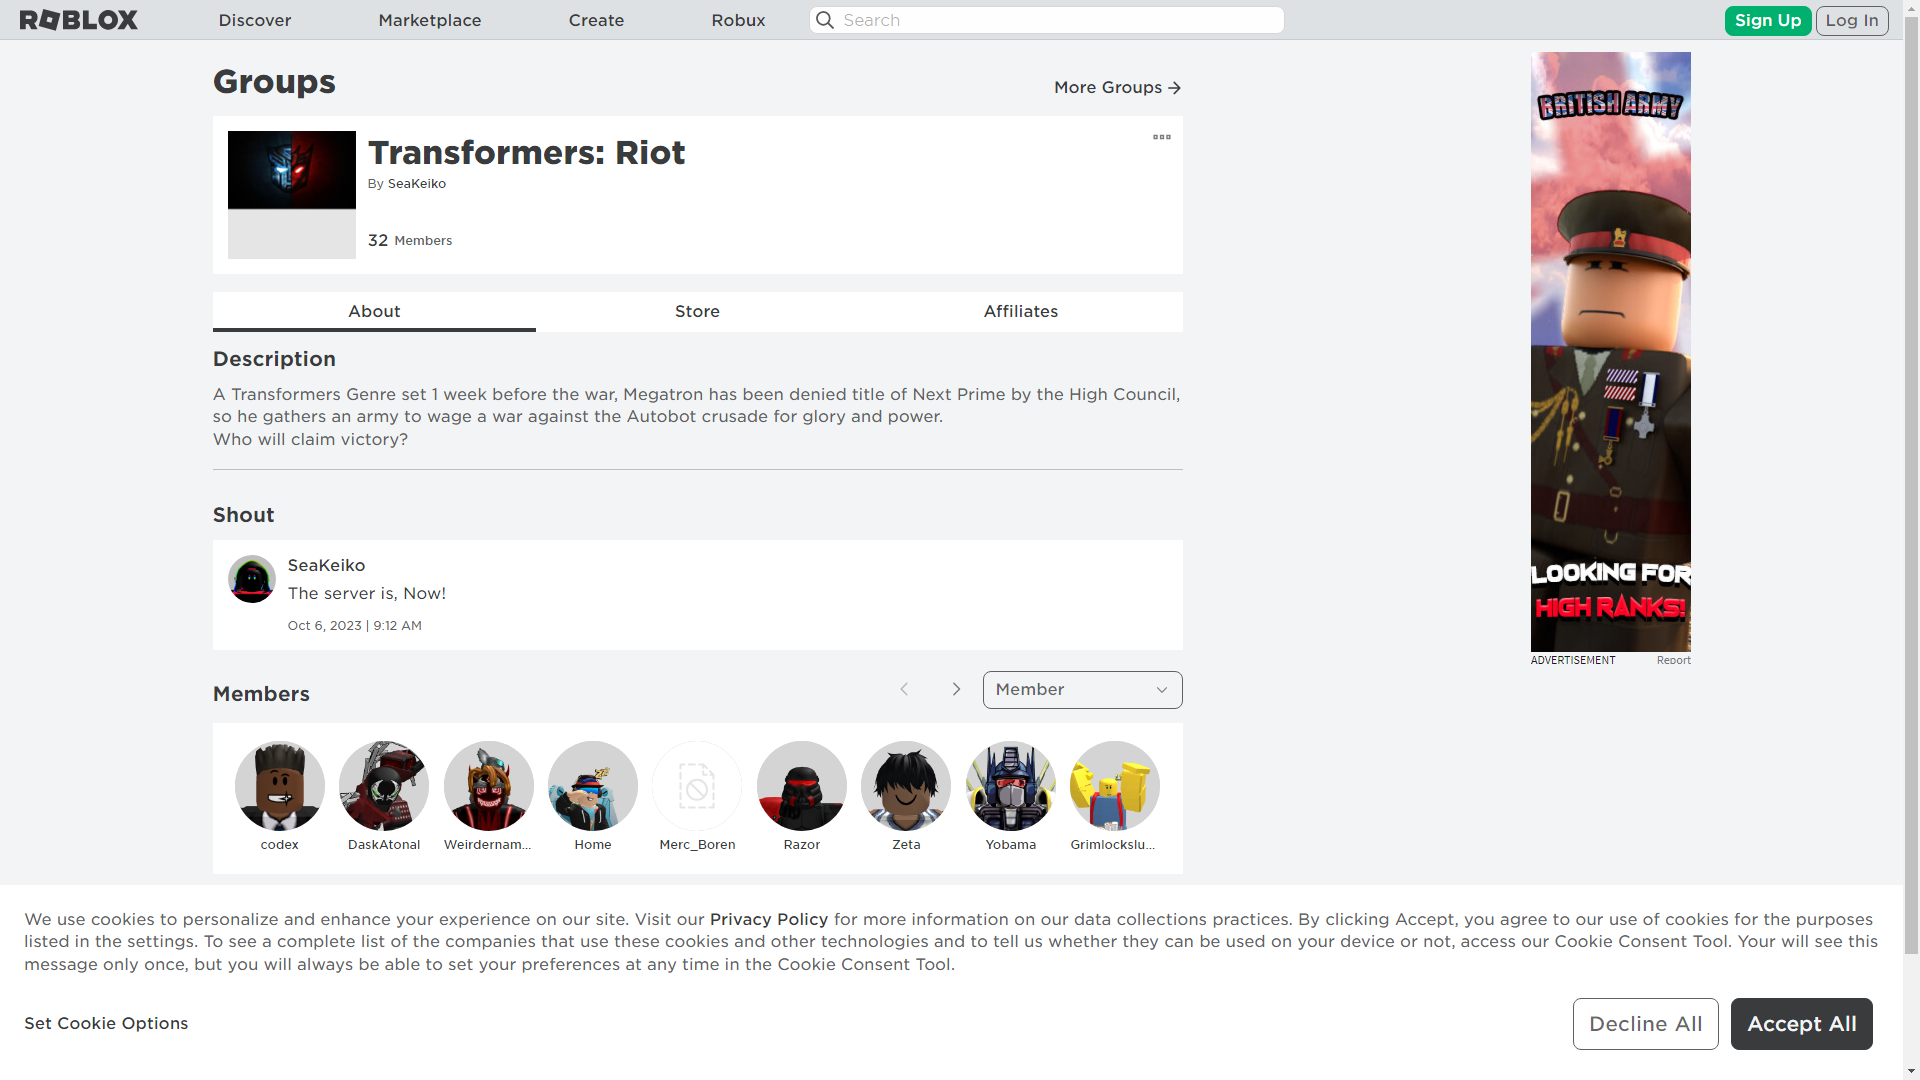 ROBLOX
Discover
Marketplace
Create
Robux
Search
Sign Up
Log In
Groups
More Groups
Transformers: Riot
By SeaKeiko
32 Members
About
Store
Affiliates
Description
A Transformers Genre set 1 week before the war, Megatron has been denied title of Next Prime by the High Council,
so he gathers an army to wage a war against the Autobot crusade for glory and power.
Who will claim victory?
Shout
SeaKeiko
The server is, Now!
Oct 6, 2023 | 9:12 AM
Members
Member
codex
DaskAtonal
Weirdernam...
Home
Merc_Boren
Razor
Zeta
Yobama
Grimlockslu...
BRITISH ARMY
LOOKING FOR
HIGH RANKS!
ADVERTISEMENT
Report
We use cookies to personalize and enhance your experience on our site. Visit our Privacy Policy for more information on our data collections practices. By clicking Accept, you agree to our use of cookies for the purposes
listed in the settings. To see a complete list of the companies that use these cookies and other technologies and to tell us whether they can be used on your device or not, access our Cookie Consent Tool. Your will see this
message only once, but you will always be able to set your preferences at any time in the Cookie Consent Tool.
Set Cookie Options
Decline All
Accept All